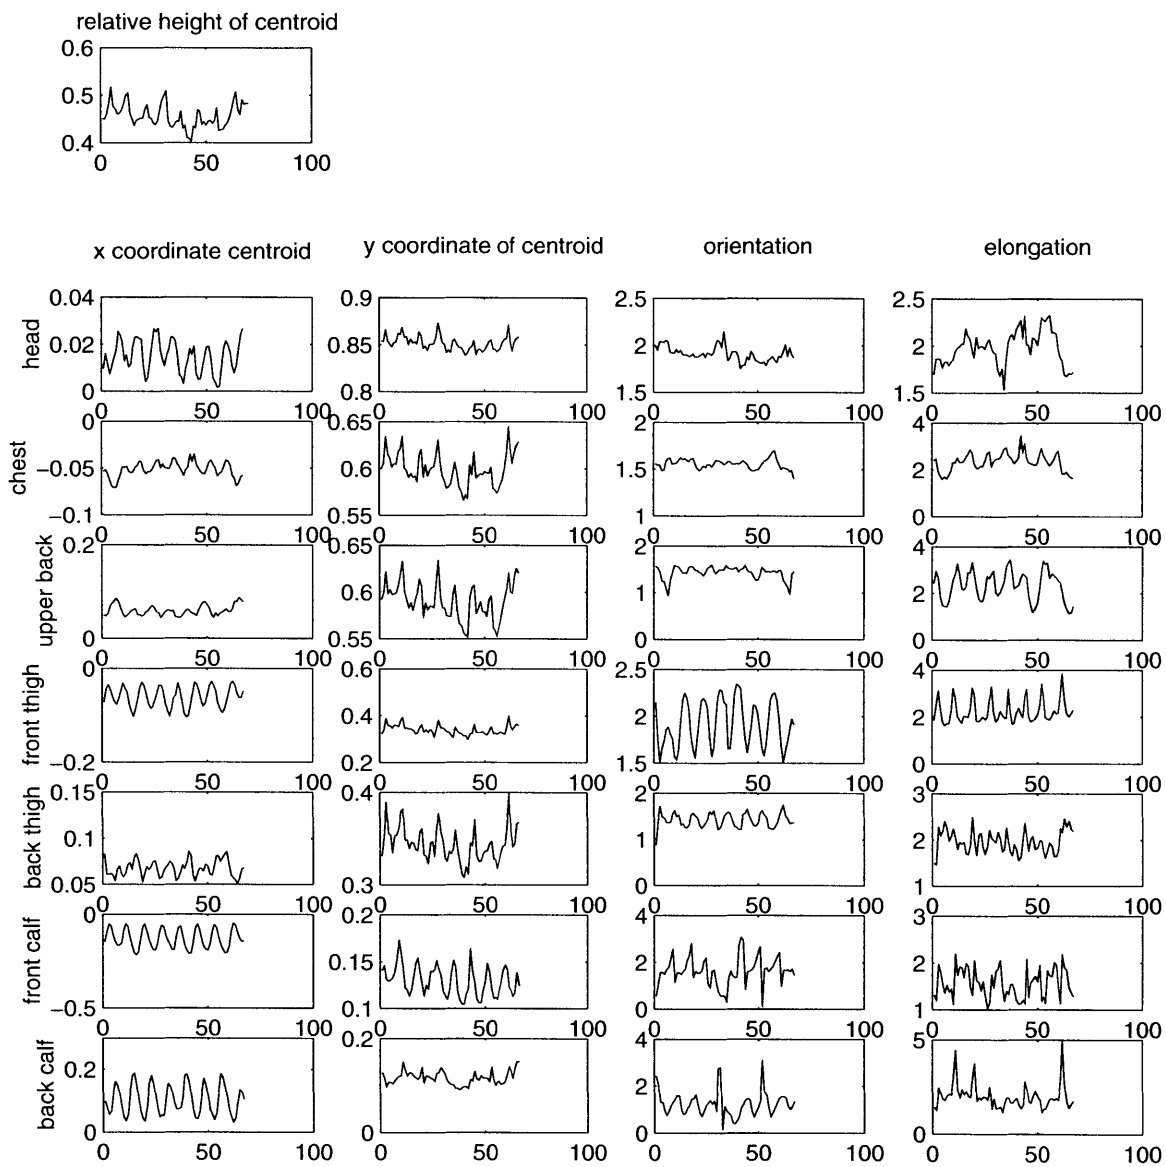 relative height of centroid
0.6
0.5
0.4
0 50 100
x coordinate centroid y coordinate of centroid orientation elongation
head
0.04 0.9 2.5 2.5
0.02 0.85 2 2
0 0.8 1.5 1.5
0 50 100 0 50 100 0 50 100 0 50 100
chest
0 0.65 2 4
−0.05 0.6 1.5 2
−0.1 0.55 1 0
0 50 100 0 50 100 0 50 100 0 50 100
upper back
0.2 0.65 2 4
0.1 0.6 1 2
0 0.55 0 0
0 50 100 0 50 100 0 50 100 0 50 100
front thigh
0 0.6 2.5 4
−0.1 0.4 2 2
−0.2 0.2 1.5 0
0 50 100 0 50 100 0 50 100 0 50 100
back thigh
0.15 0.4 2 3
0.1 0.35 1 2
0.05 0.3 0 1
0 50 100 0 50 100 0 50 100 0 50 100
front calf
0 0.2 4 3
0.15 2 2
−0.5 0.1 0 1
0 50 100 0 50 100 0 50 100 0 50 100
back calf
0.2 4 5
0.2 0.1 2
0 0 0 0
0 50 100 0 50 100 0 50 100 0 50 100